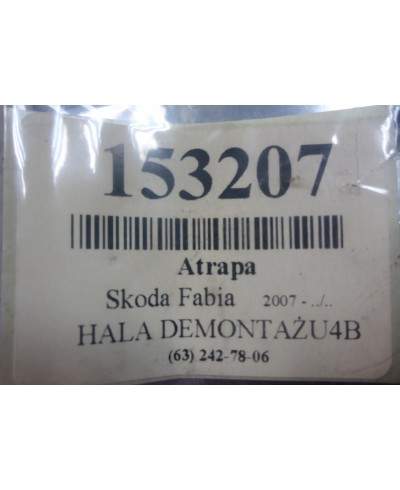 153207
Atrapa
Skoda Fabia 2007 - ../..
HALA DEMONTAŻU4B
(63) 242-78-06